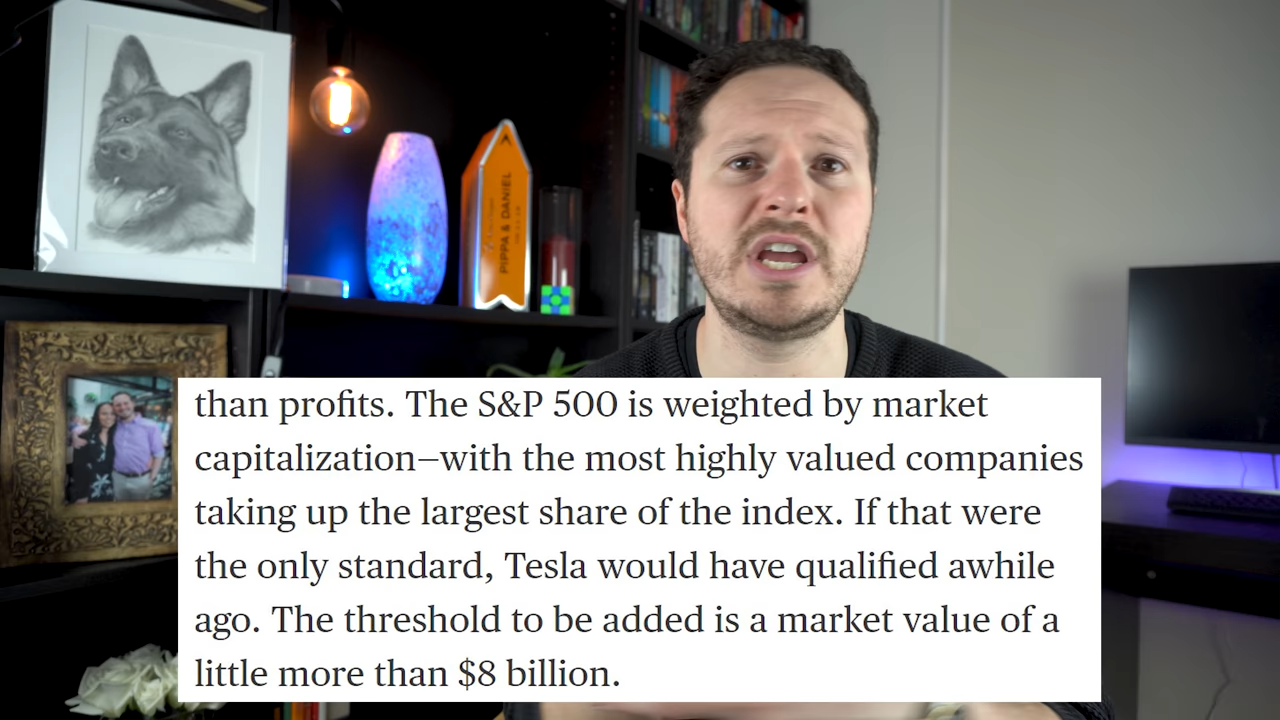 PIPPA & DANIEL
than profits. The S&P 500 is weighted by market
capitalization—with the most highly valued companies
taking up the largest share of the index. If that were
the only standard, Tesla would have qualified awhile
ago. The threshold to be added is a market value of a
little more than $8 billion.